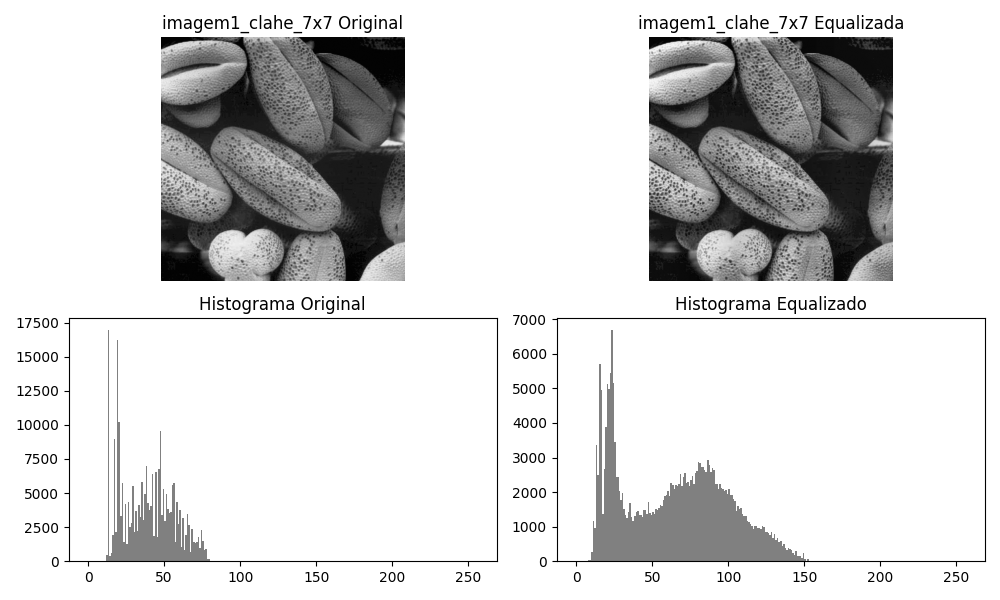 imagem1_clahe_7x7 Original
imagem1_clahe_7x7 Equalizada
Histograma Original
17500
15000
12500
10000
7500
5000
2500
0
0 50 100 150 200 250
Histograma Equalizado
7000
6000
5000
4000
3000
2000
1000
0
0 50 100 150 200 250